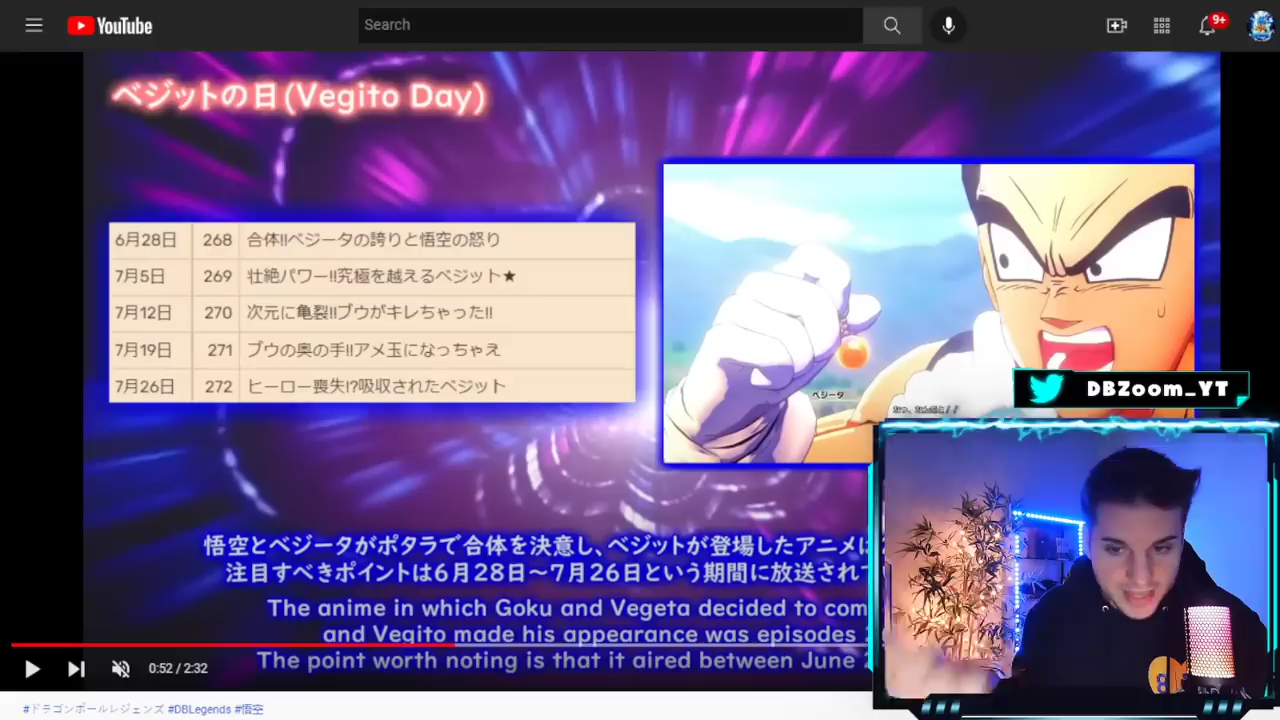 YouTube
Search
9+
ベジットの日(Vegito Day)
6月28日 268 合体!!ベジータの誇りと悟空の怒り
7月5日 269 壮絶パワー!!究極を越えるベジット★
7月12日 270 次元に亀裂!!ブウがキレちゃった!!
7月19日 271 ブウの奥の手!!アメ玉になっちゃえ
7月26日 272 ヒーロー喪失!?吸収されたベジット
ベジータ
DBZoom_YT
悟空とベジータがポタラで合体を決意し、ベジットが登場したアニメに
注目すべきポイントは6月28日～7月26日という期間に放送されて
The anime in which Goku and Vegeta decided to com
and Vegito made his appearance was episodes
The point worth noting is that it aired between June 2
0:52 / 2:32
#ドラゴンボールレジェンズ #DBLegends #悟空